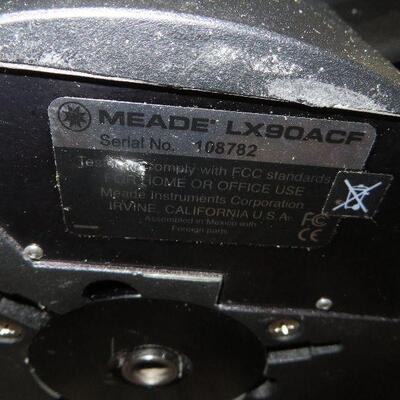 MEADE® LX90ACF
Serial No. 108782
Tested to Comply with FCC standards
FOR HOME OR OFFICE USE
Meade Instruments Corporation
IRVINE, CALIFORNIA U.S.A.
FC
Assembled in Mexico with
CE
Foreign parts